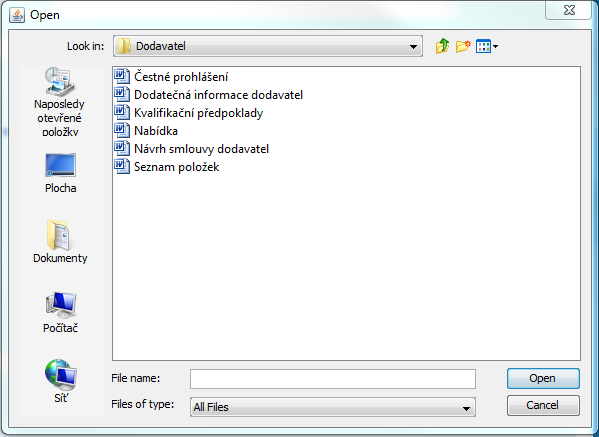 Open
Look in:
Dodavatel
Naposledy
otevřené
položky
Plocha
Dokumenty
Počítač
Síť
Čestné prohlášení
Dodatečná informace dodavatel
Kvalifikační předpoklady
Nabídka
Návrh smlouvy dodavatel
Seznam položek
File name:
Open
Files of type:
All Files
Cancel